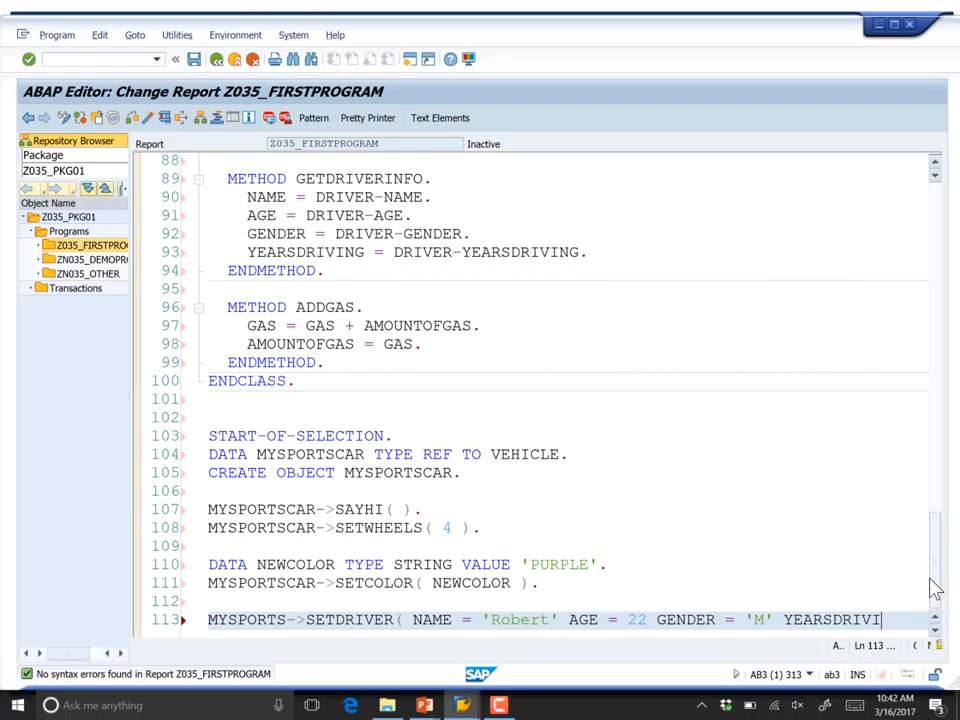 Program Edit Goto Utilities Environment System Help
ABAP Editor: Change Report Z035_FIRSTPROGRAM
Pattern Pretty Printer Text Elements
Repository Browser
Package
Z035_PKG01
Object Name
Z035_PKG01
Programs
Z035_FIRSTPRO
ZN035_DEMOPR
ZN035_OTHER
Transactions
Report Z035_FIRSTPROGRAM Inactive
88
89 METHOD GETDRIVERINFO.
90 NAME = DRIVER-NAME.
91 AGE = DRIVER-AGE.
92 GENDER = DRIVER-GENDER.
93 YEARSDRIVING = DRIVER-YEARSDRIVING.
94 ENDMETHOD.
95
96 METHOD ADDGAS.
97 GAS = GAS + AMOUNTOFGAS.
98 AMOUNTOFGAS = GAS.
99 ENDMETHOD.
100 ENDCLASS.
101
102
103 START-OF-SELECTION.
104 DATA MYSPORTSCAR TYPE REF TO VEHICLE.
105 CREATE OBJECT MYSPORTSCAR.
106
107 MYSPORTSCAR->SAYHI( ).
108 MYSPORTSCAR->SETWHEELS( 4 ).
109
110 DATA NEWCOLOR TYPE STRING VALUE 'PURPLE'.
111 MYSPORTSCAR->SETCOLOR( NEWCOLOR ).
112
113 MYSPORTS->SETDRIVER( NAME = 'Robert' AGE = 22 GENDER = 'M' YEARSDRIVI
A.. Ln 113 ...
No syntax errors found in Report Z035_FIRSTPROGRAM
SAP
AB3 (1) 313 ab3 INS
Ask me anything
10:42 AM
3/16/2017